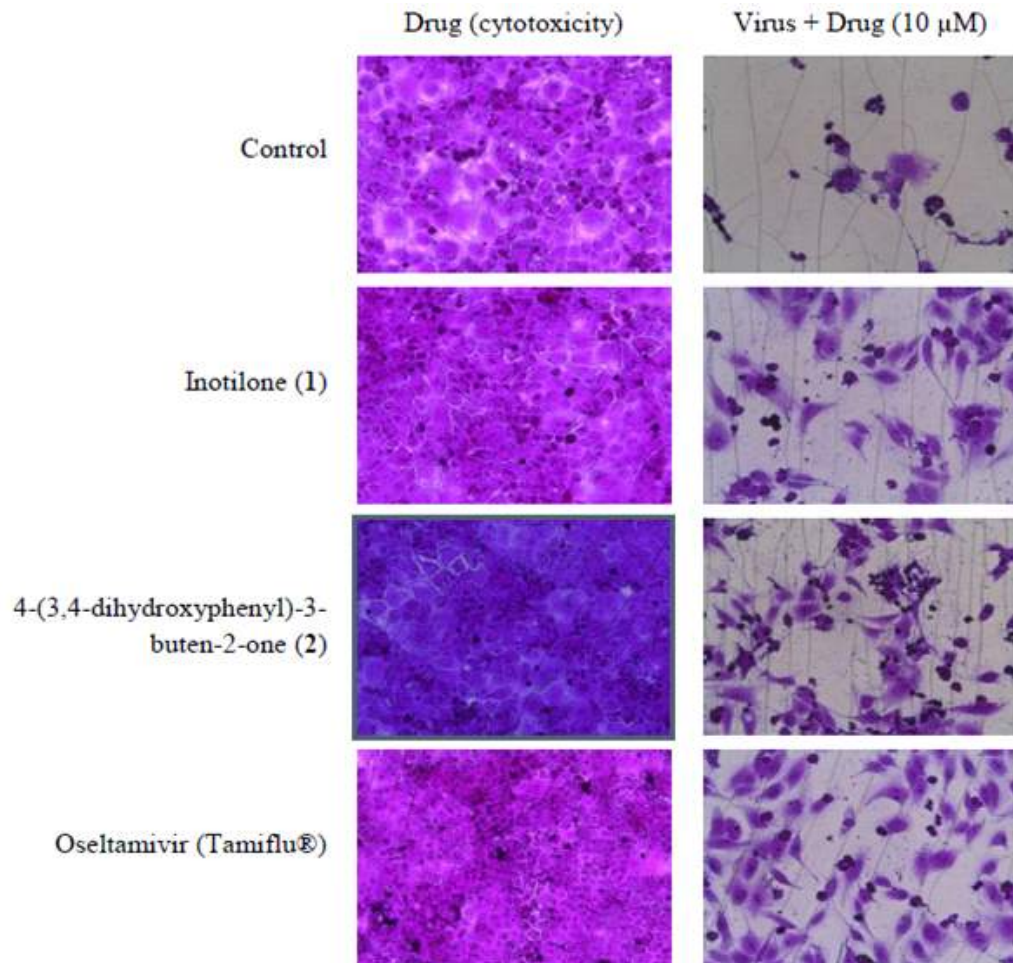 Drug (cytotoxicity)
Virus + Drug (10 µM)
Control
Inotilone (1)
4-(3,4-dihydroxyphenyl)-3-
buten-2-one (2)
Oseltamivir (Tamiflu®)